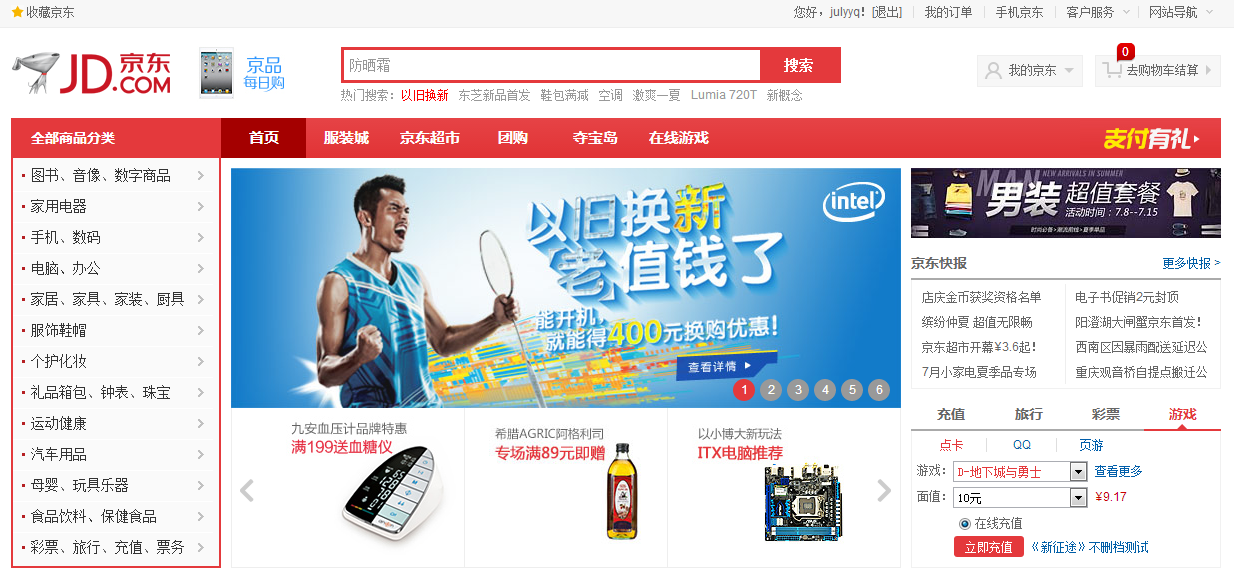 收藏京东
您好，julyyq! [退出]
我的订单
手机京东
客户服务
网站导航
JD.COM 京东
京品
每日购
防晒霜
搜索
热门搜索： 以旧换新 东芝新品首发 鞋包满减 空调 激爽一夏 Lumia 720T 新概念
我的京东
0
去购物车结算
全部商品分类
首页
服装城
京东超市
团购
夺宝岛
在线游戏
支付有礼
图书、音像、数字商品
家用电器
手机、数码
电脑、办公
家居、家具、家装、厨具
服饰鞋帽
个护化妆
礼品箱包、钟表、珠宝
运动健康
汽车用品
母婴、玩具乐器
食品饮料、保健食品
彩票、旅行、充值、票务
以旧换新
老值钱了
intel
能开机，
就能得400元换购优惠!
查看详情
1 2 3 4 5 6
九安血压计品牌特惠
满199送血糖仪
希腊AGRIC阿格利司
专场满89元即赠
以小博大新玩法
ITX电脑推荐
MAN NEW ARRIVALS IN SUMMER
男装 超值套餐
活动时间：7.8--7.15
时尚必备>潮流前线>夏季单品
京东快报
更多快报 >
店庆金币获奖资格名单
电子书促销2元封顶
缤纷仲夏 超值无限畅
阳澄湖大闸蟹京东首发!
京东超市开幕¥3.6起!
西南区因暴雨配送延迟公
7月小家电夏季品专场
重庆观音桥自提点搬迁公
充值
旅行
彩票
游戏
点卡
QQ
页游
游戏： D-地下城与勇士 查看更多
面值： 10元 ¥9.17
在线充值
立即充值 《新征途》不删档测试